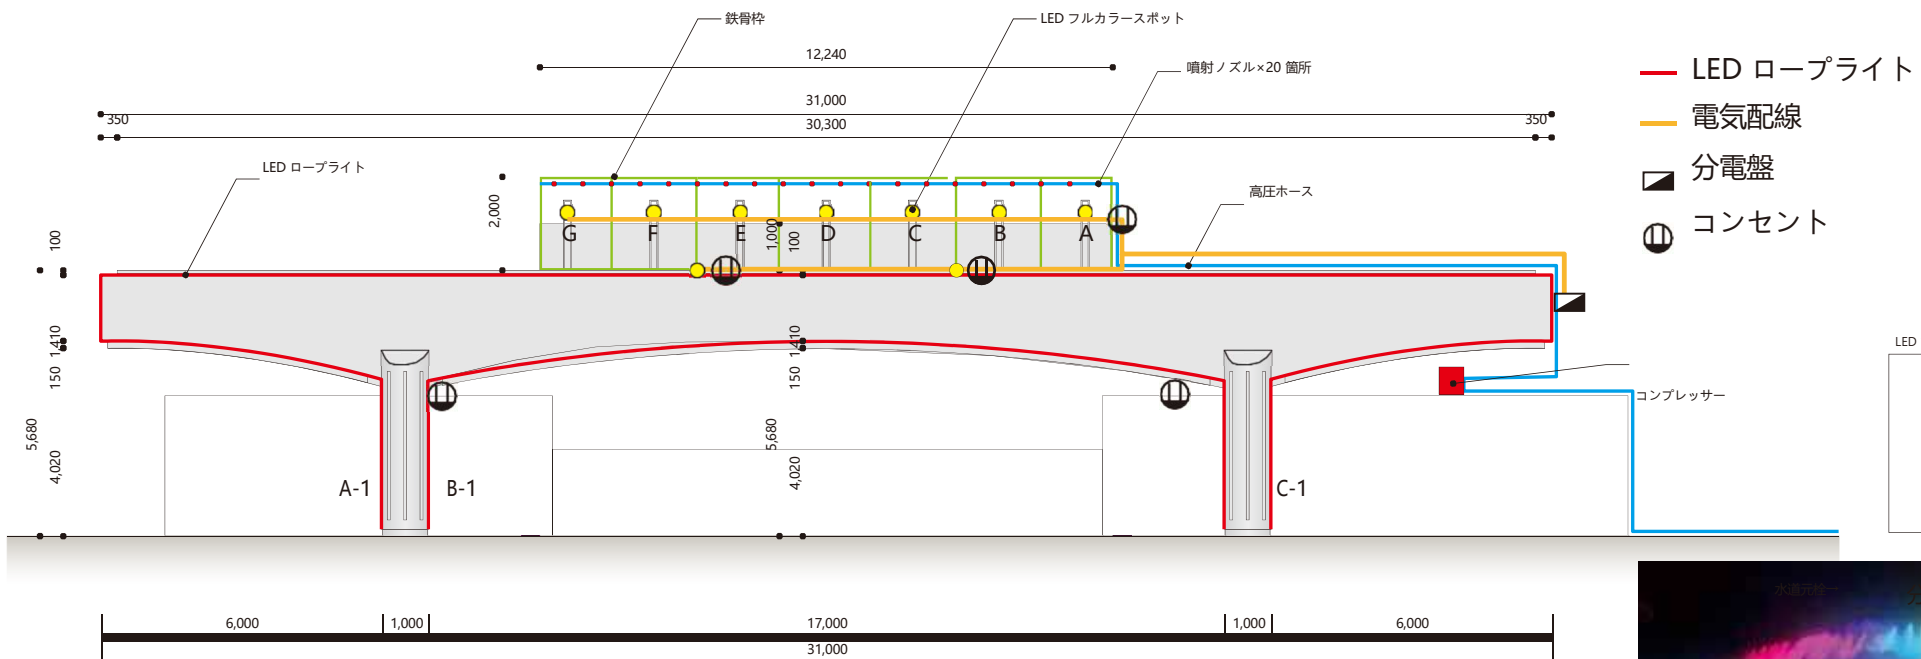 鉄骨枠
LED フルカラースポット
12,240
噴射ノズル×20 箇所
31,000
350
30,300
350
LED ロープライト
高圧ホース
2,000
G
F
E
D
C
B
A
1,000
100
100
1,410
150
5,680
4,020
1,410
150
5,680
4,020
A-1
B-1
C-1
コンプレッサー
6,000
1,000
17,000
1,000
6,000
31,000
LED ロープライト
電気配線
分電盤
コンセント
LED
水道元栓